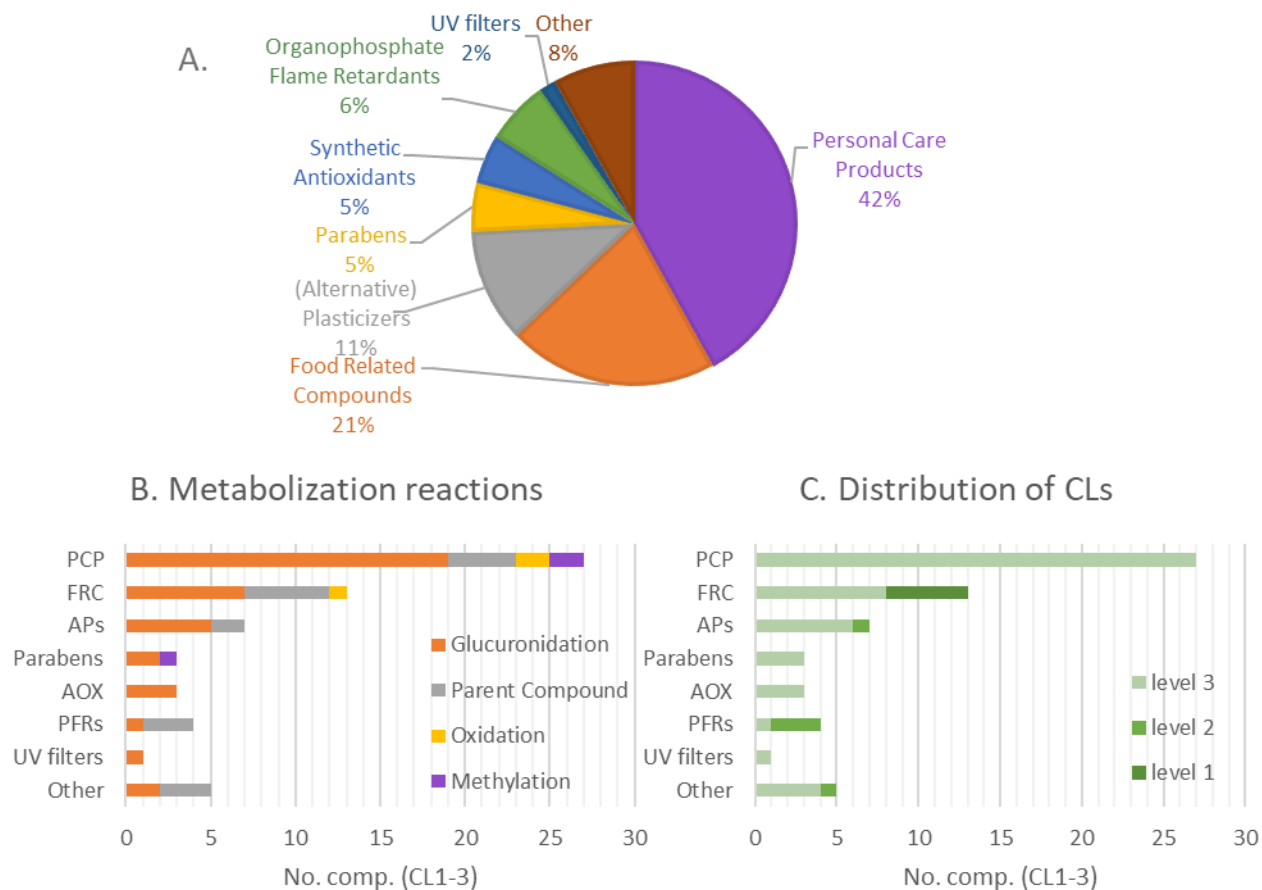 A.
UV filters
2%
Other
8%
Organophosphate
Flame Retardants
6%
Synthetic
Antioxidants
5%
Parabens
5%
(Alternative)
Plasticizers
11%
Food Related
Compounds
21%
Personal Care
Products
42%
B. Metabolization reactions
PCP
FRC
APs
Parabens
AOX
PFRs
UV filters
Other
Glucuronidation
Parent Compound
Oxidation
Methylation
0 5 10 15 20 25 30
No. comp. (CL1-3)
C. Distribution of CLs
PCP
FRC
APs
Parabens
AOX
PFRs
UV filters
Other
level 3
level 2
level 1
0 5 10 15 20 25 30
No. comp. (CL1-3)